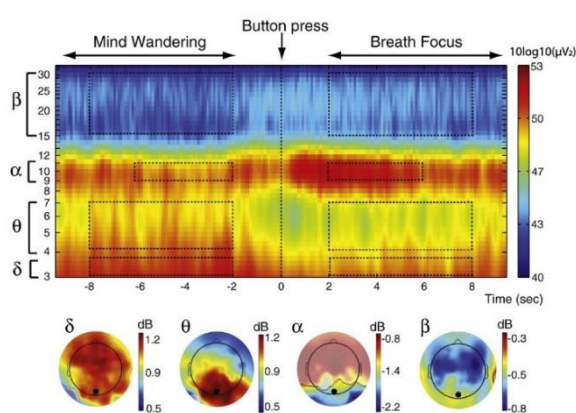 Button press
Mind Wandering
Breath Focus
10log10(μV₂)
β
30
25
20
15
α
12
10
9
8
θ
7
6
5
4
δ
3
-8
-6
-4
-2
0
2
4
6
8
Time (sec)
53
50
47
43
40
δ
dB
1.2
0.9
0.5
θ
dB
1.2
0.9
0.5
α
dB
-0.8
-1.4
-2.2
β
dB
-0.3
-0.5
-0.8